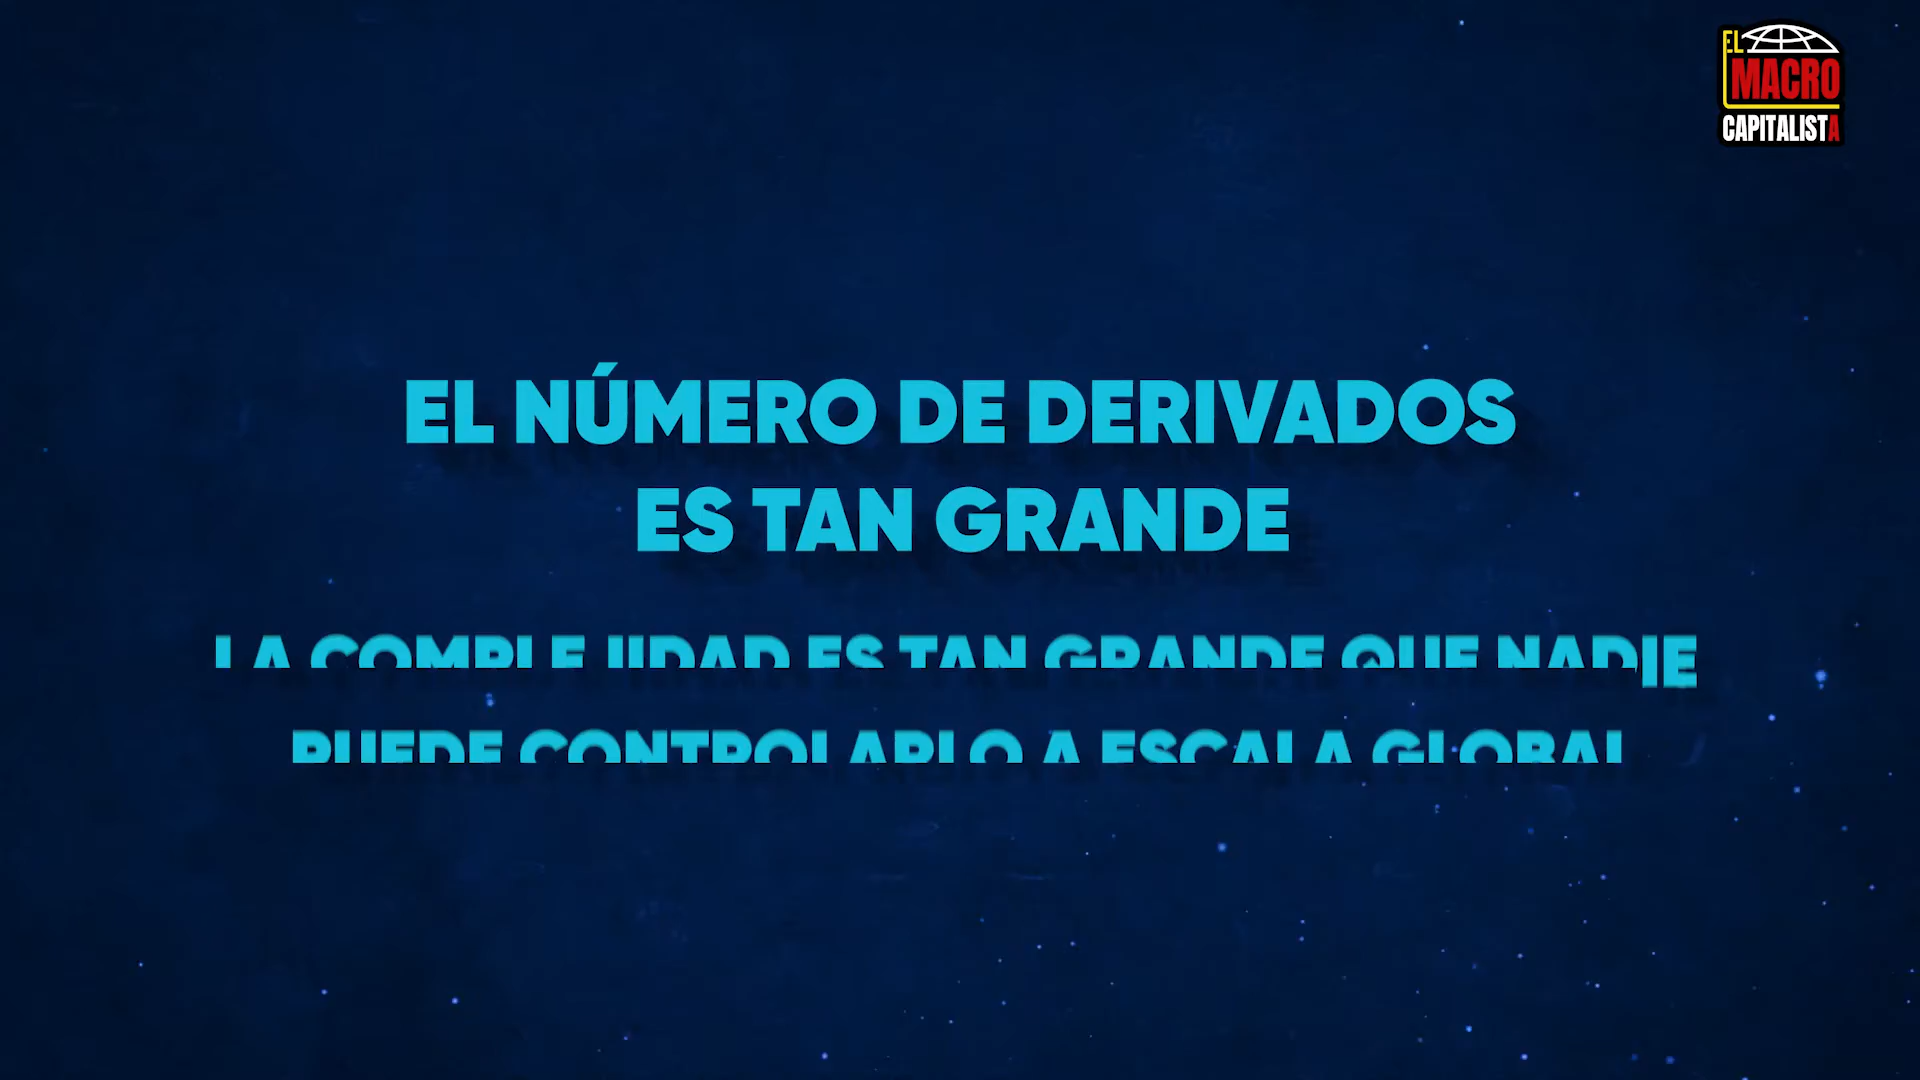 EL
MACRO
CAPITALISTA
EL NÚMERO DE DERIVADOS
ES TAN GRANDE
LA COMPLEJIDAD ES TAN GRANDE QUE NADIE
PUEDE CONTROLARLO A ESCALA GLOBAL